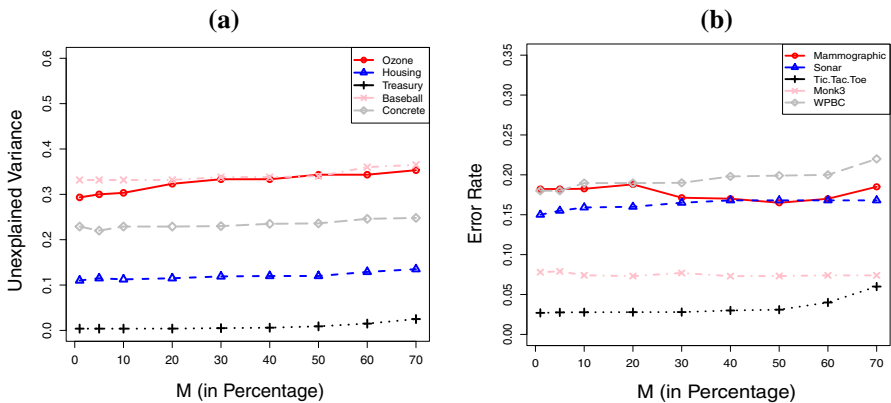 (a)
Unexplained Variance
0.0 0.1 0.2 0.3 0.4 0.5 0.6
Ozone
Housing
Treasury
Baseball
Concrete
0 10 20 30 40 50 60 70
M (in Percentage)
(b)
Error Rate
0.00 0.05 0.10 0.15 0.20 0.25 0.30 0.35
Mammographic
Sonar
Tic.Tac.Toe
Monk3
WPBC
0 10 20 30 40 50 60 70
M (in Percentage)